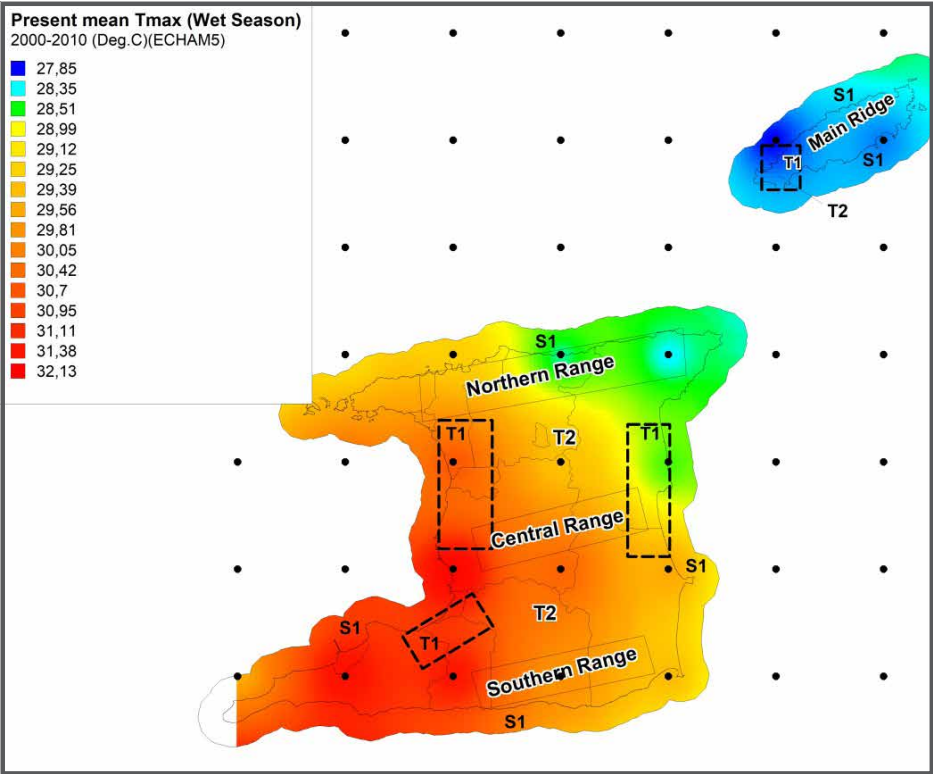 Present mean Tmax (Wet Season)
2000-2010 (Deg.C)(ECHAM5)
27,85
28,35
28,51
28,99
29,12
29,25
29,39
29,56
29,81
30,05
30,42
30,7
30,95
31,11
31,38
32,13
S1
Main Ridge
T1
S1
T2
S1
Northern Range
T1
T2
T1
Central Range
S1
T2
S1
T1
Southern Range
S1